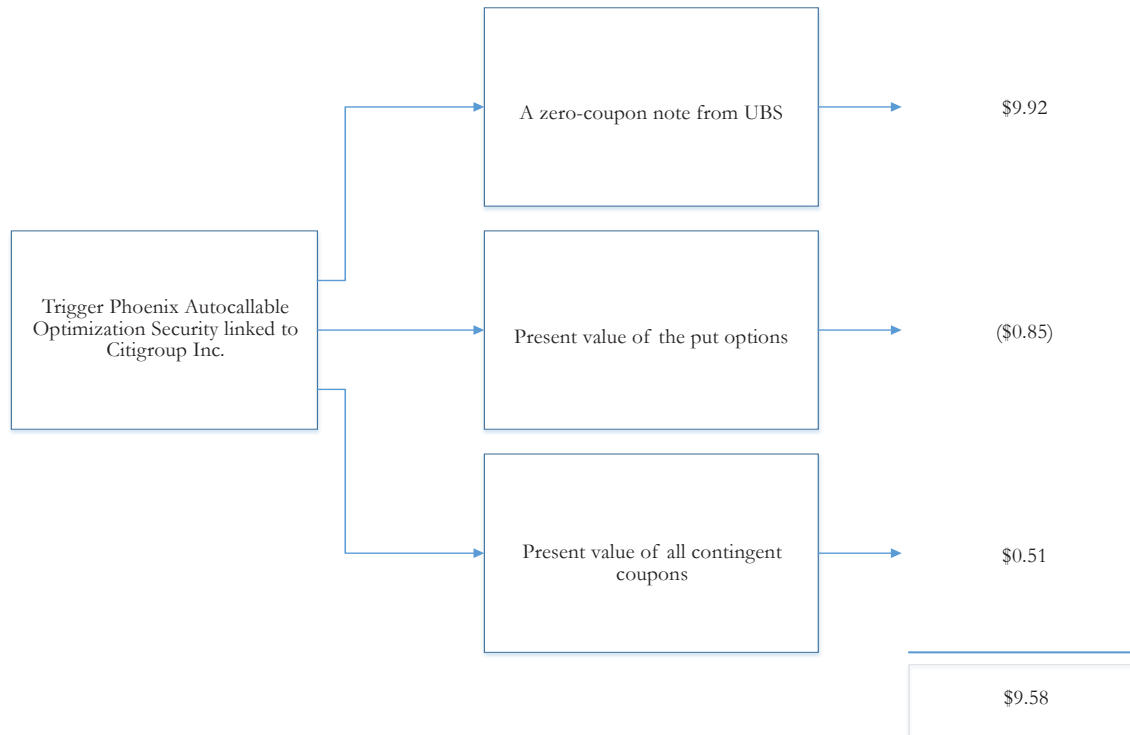 A zero-coupon note from UBS
$9.92
Trigger Phoenix Autocallable
Optimization Security linked to
Citigroup Inc.
Present value of the put options
($0.85)
Present value of all contingent
coupons
$0.51
$9.58